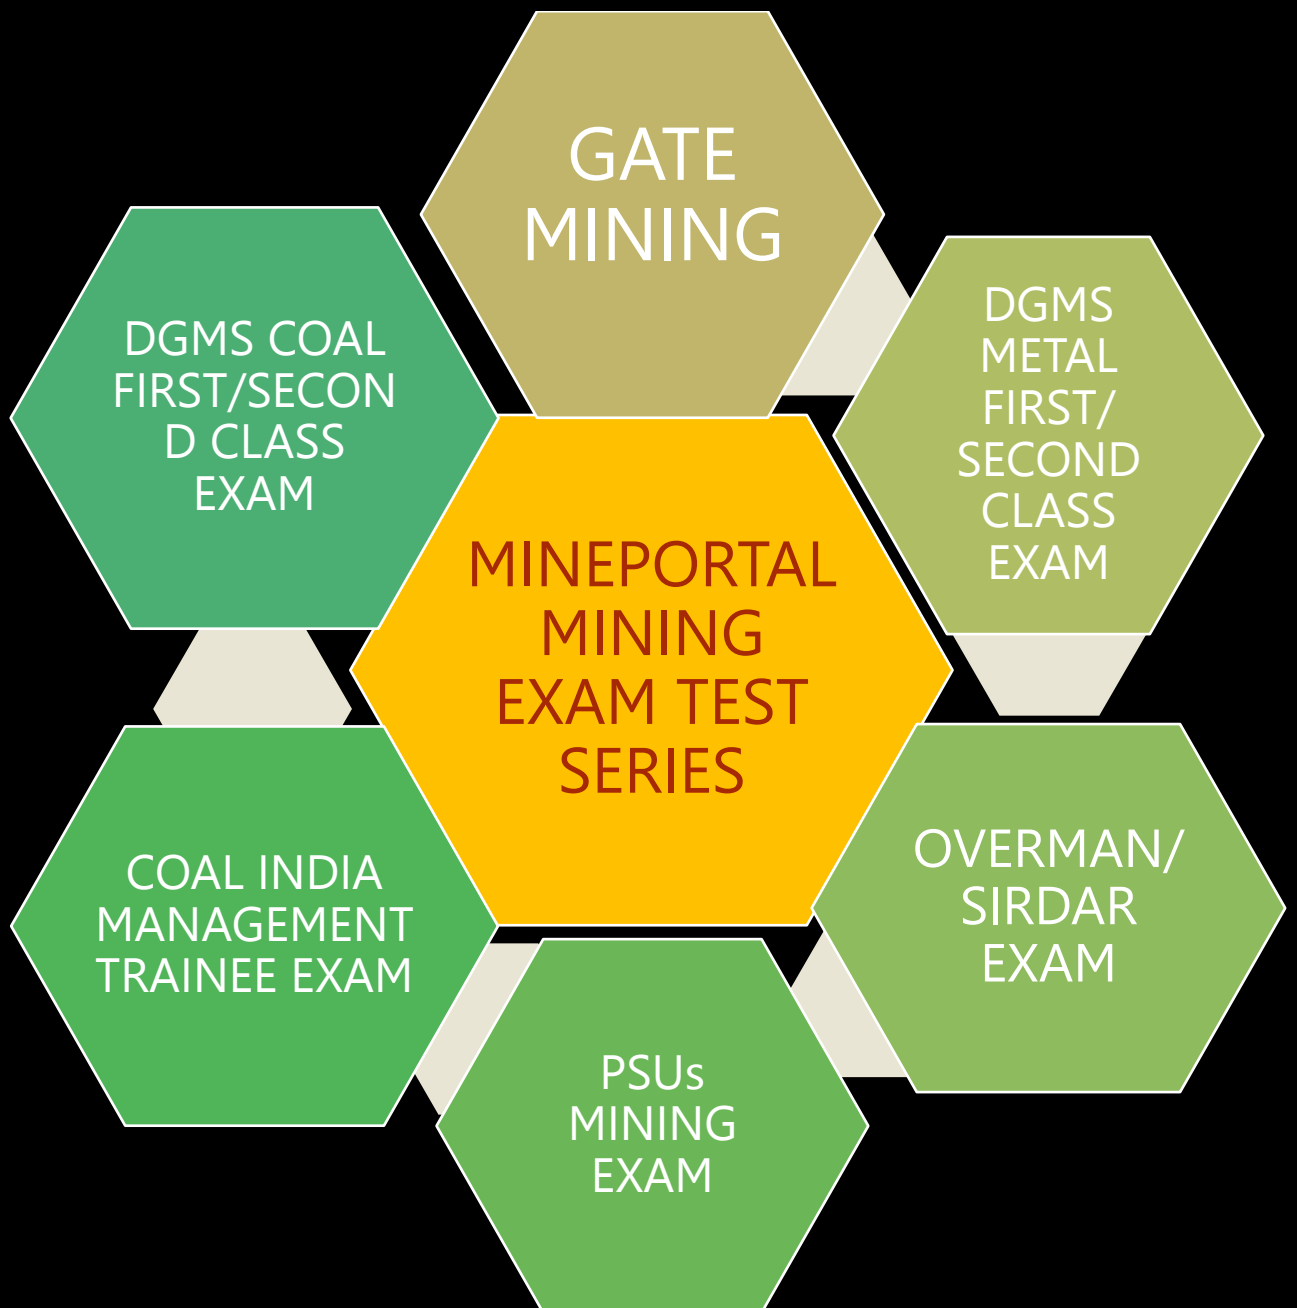 GATE
MINING
DGMS COAL
FIRST/SECON
D CLASS
EXAM
DGMS
METAL
FIRST/
SECOND
CLASS
EXAM
MINEPORTAL
MINING
EXAM TEST
SERIES
COAL INDIA
MANAGEMENT
TRAINEE EXAM
OVERMAN/
SIRDAR
EXAM
PSUs
MINING
EXAM